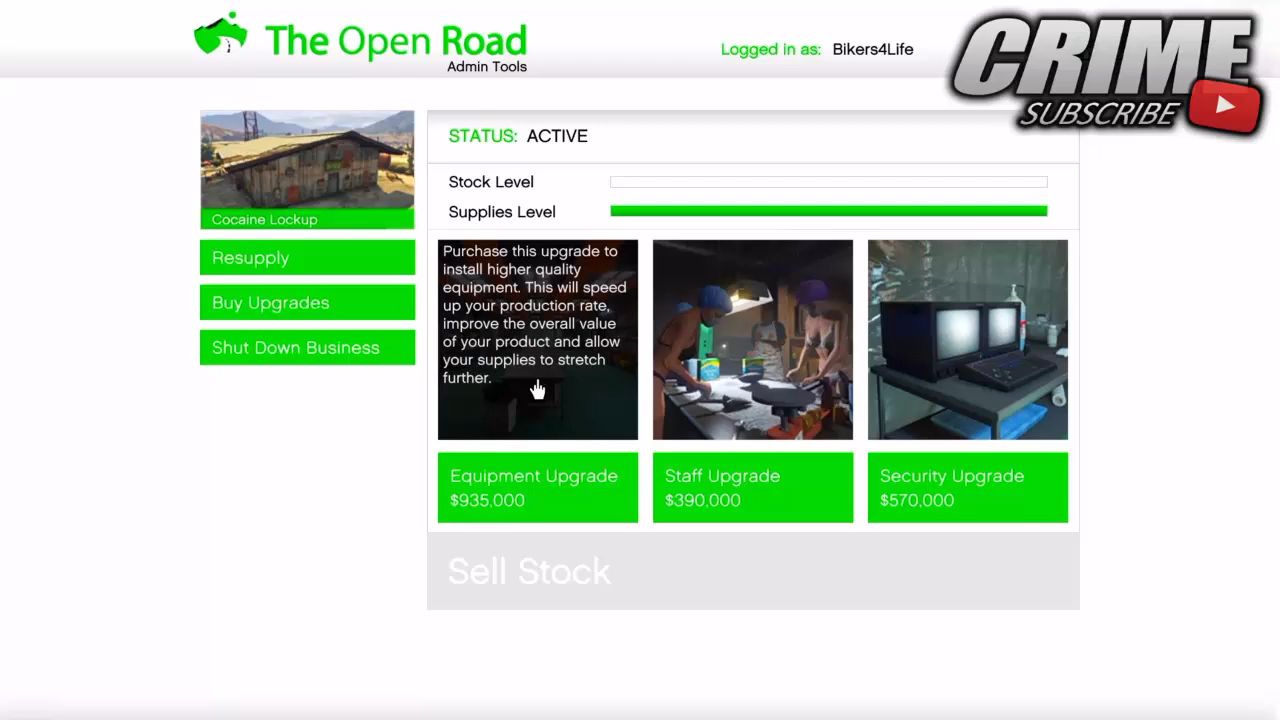 The Open Road
Admin Tools
Logged in as: Bikers4Life
CRIME
SUBSCRIBE
Cocaine Lockup
Resupply
Buy Upgrades
Shut Down Business
STATUS: ACTIVE
Stock Level
Supplies Level
Purchase this upgrade to
install higher quality
equipment. This will speed
up your production rate,
improve the overall value
of your product and allow
your supplies to stretch
further.
Equipment Upgrade
$935,000
Staff Upgrade
$390,000
Security Upgrade
$570,000
Sell Stock